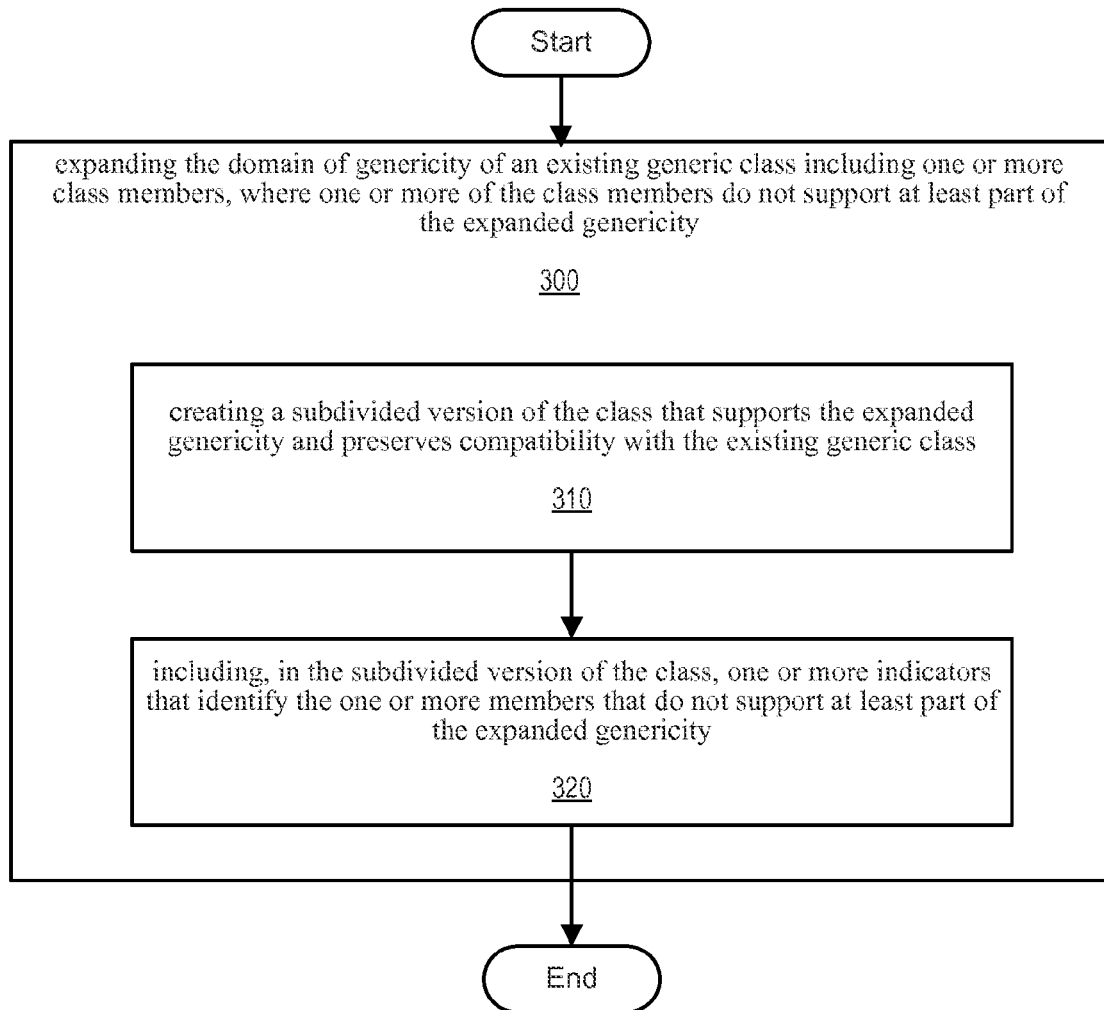 Start
expanding the domain of genericity of an existing generic class including one or more
class members, where one or more of the class members do not support at least part of
the expanded genericity
300
creating a subdivided version of the class that supports the expanded
genericity and preserves compatibility with the existing generic class
310
including, in the subdivided version of the class, one or more indicators
that identify the one or more members that do not support at least part of
the expanded genericity
320
End